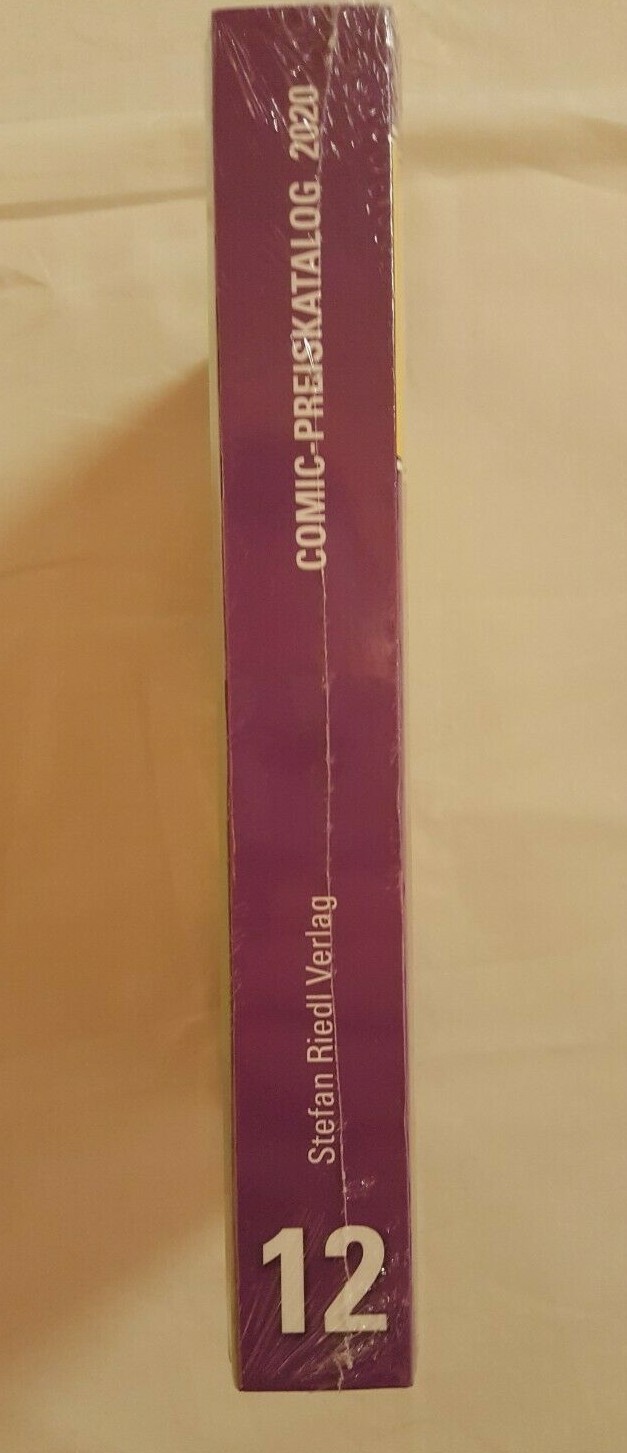 COMIC-PREISKATALOG 2020
Stefan Riedl Verlag
12